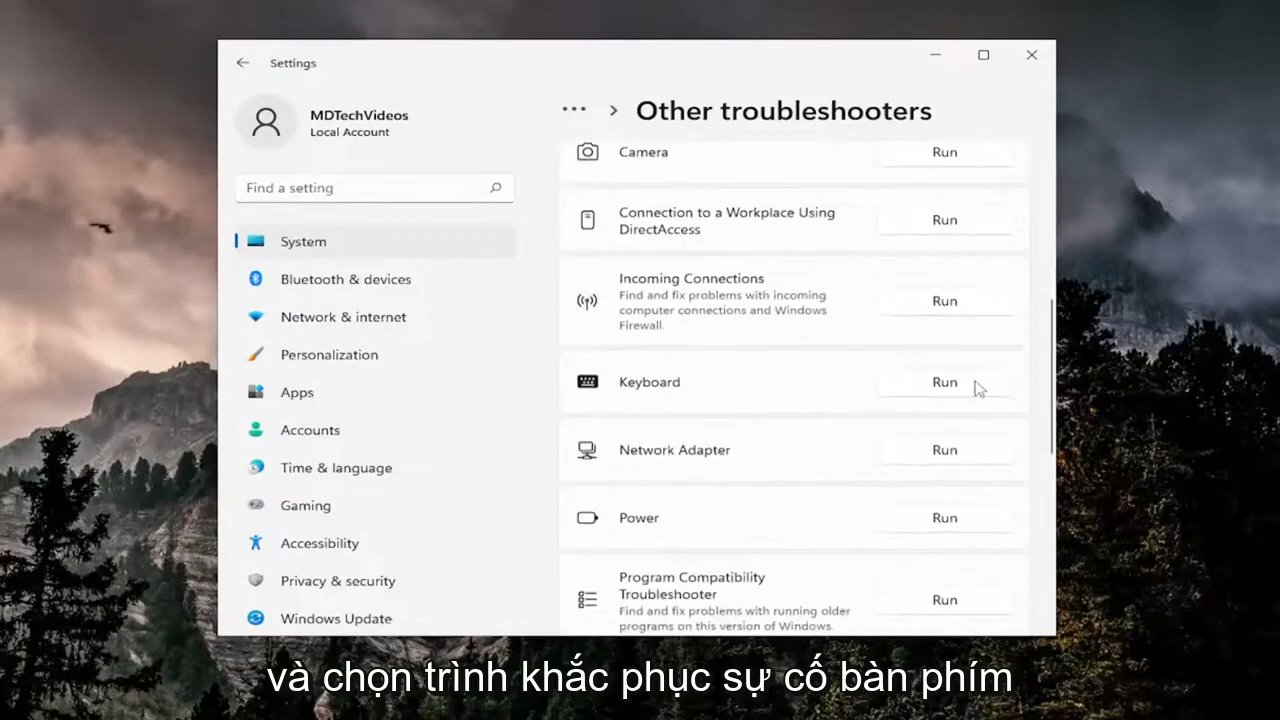 Settings
MDTechVideos
Local Account
Find a setting
System
Bluetooth & devices
Network & internet
Personalization
Apps
Accounts
Time & language
Gaming
Accessibility
Privacy & security
Windows Update
... > Other troubleshooters
Camera
Run
Connection to a Workplace Using
DirectAccess
Run
Incoming Connections
Find and fix problems with incoming
computer connections and Windows
Firewall.
Run
Keyboard
Run
Network Adapter
Run
Power
Run
Program Compatibility
Troubleshooter
Find and fix problems with running older
programs on this version of Windows.
Run
và chọn trình khắc phục sự cố bàn phím